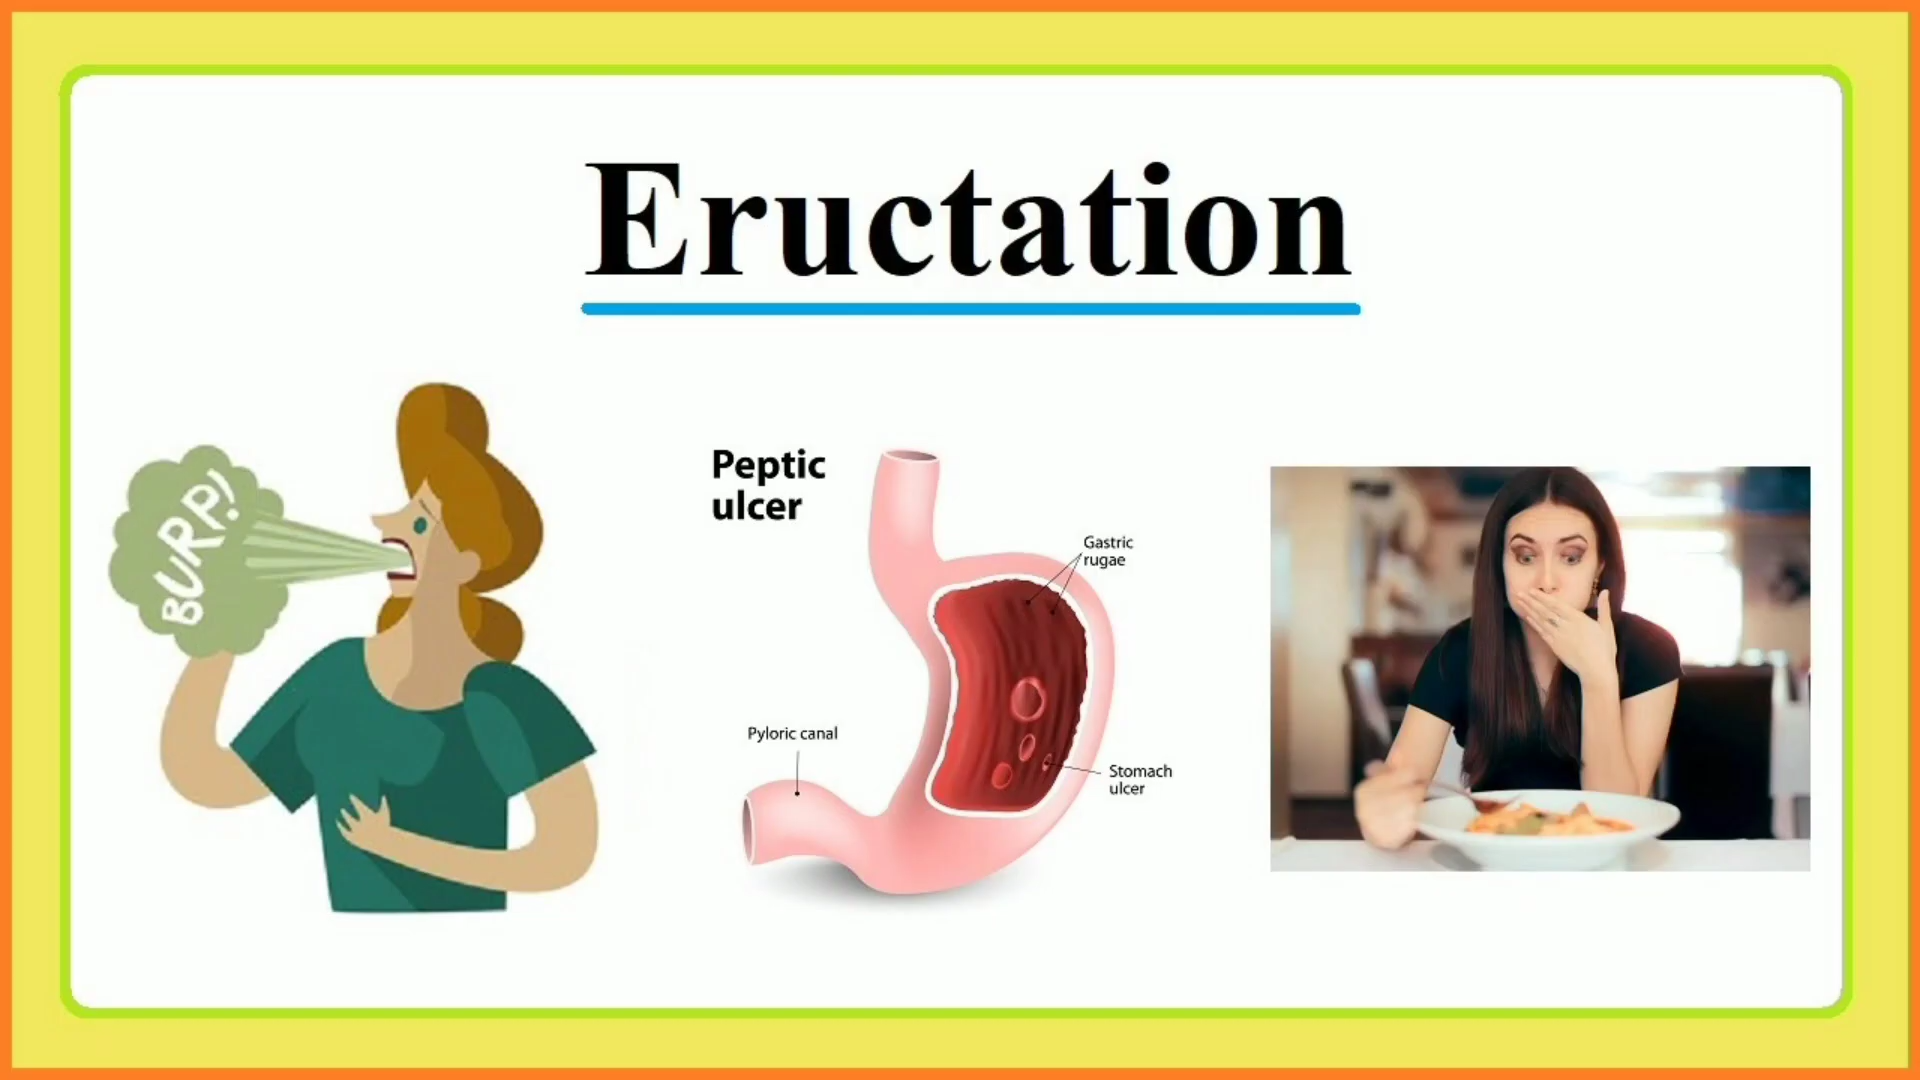 Eructation
BURP!
Peptic
ulcer
Gastric
rugae
Pyloric canal
Stomach
ulcer